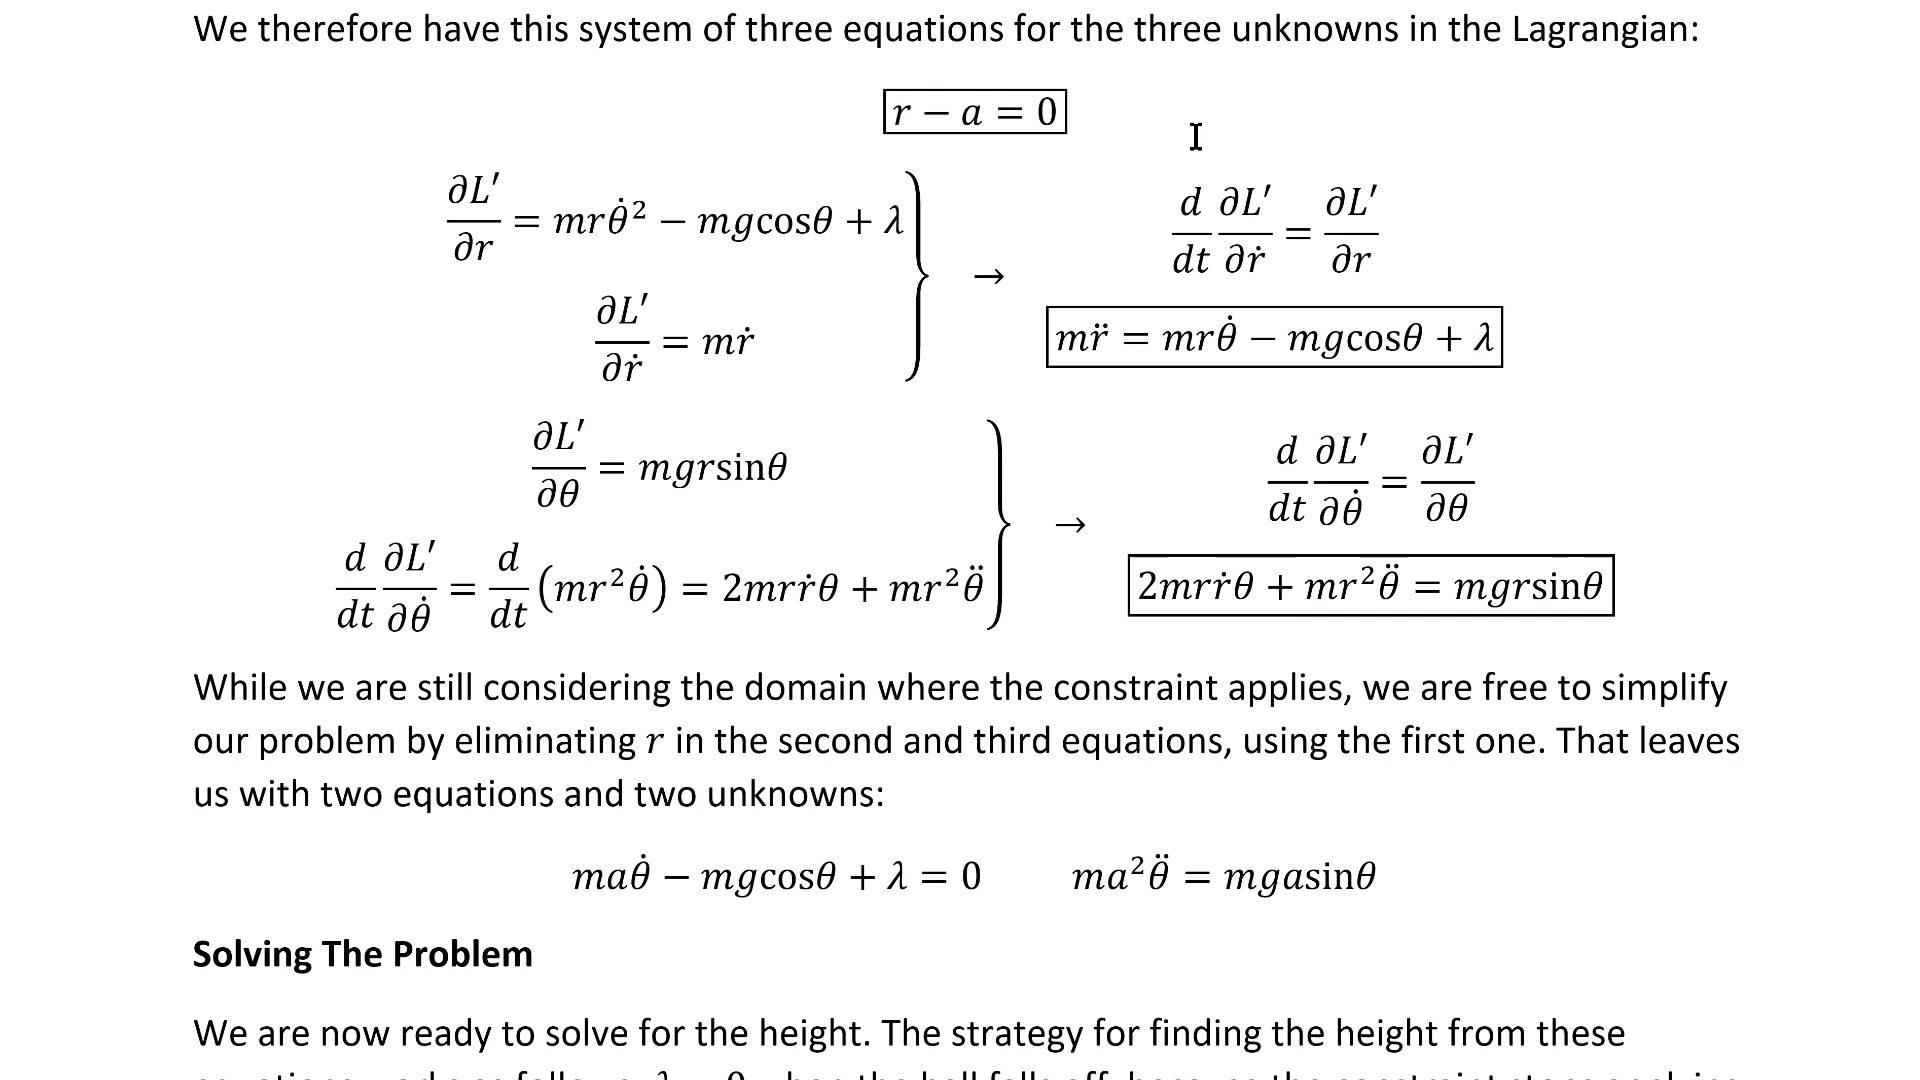 We therefore have this system of three equations for the three unknowns in the Lagrangian:
r − a = 0
∂L′/∂r = mrθ̇² − mgcosθ + λ
∂L′/∂ṙ = mṙ
→
d/dt ∂L′/∂ṙ = ∂L′/∂r
mr̈ = mrθ̇ − mgcosθ + λ
∂L′/∂θ = mgrsinθ
d/dt ∂L′/∂θ̇ = d/dt (mr²θ̇) = 2mrṙθ + mr²θ̈
→
d/dt ∂L′/∂θ̇ = ∂L′/∂θ
2mrṙθ + mr²θ̈ = mgrsinθ
While we are still considering the domain where the constraint applies, we are free to simplify
our problem by eliminating r in the second and third equations, using the first one. That leaves
us with two equations and two unknowns:
maθ̇ − mgcosθ + λ = 0 ma²θ̈ = mgasinθ
Solving The Problem
We are now ready to solve for the height. The strategy for finding the height from these